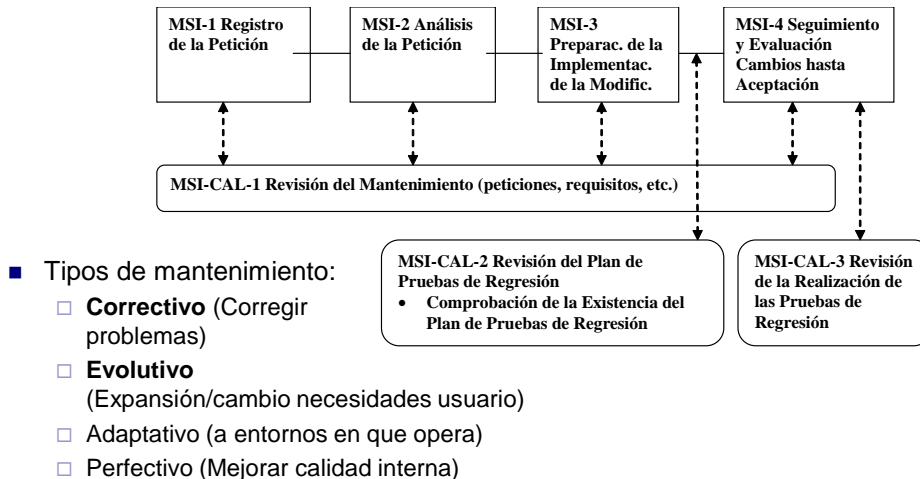 MSI-1 Registro
de la Petición
MSI-2 Análisis
de la Petición
MSI-3
Preparac. de la
Implementac.
de la Modific.
MSI-4 Seguimiento
y Evaluación
Cambios hasta
Aceptación
MSI-CAL-1 Revisión del Mantenimiento (peticiones, requisitos, etc.)
MSI-CAL-2 Revisión del Plan de
Pruebas de Regresión
• Comprobación de la Existencia del
Plan de Pruebas de Regresión
MSI-CAL-3 Revisión
de la Realización de
las Pruebas de
Regresión
Tipos de mantenimiento:
Correctivo (Corregir
problemas)
Evolutivo
(Expansión/cambio necesidades usuario)
Adaptativo (a entornos en que opera)
Perfectivo (Mejorar calidad interna)